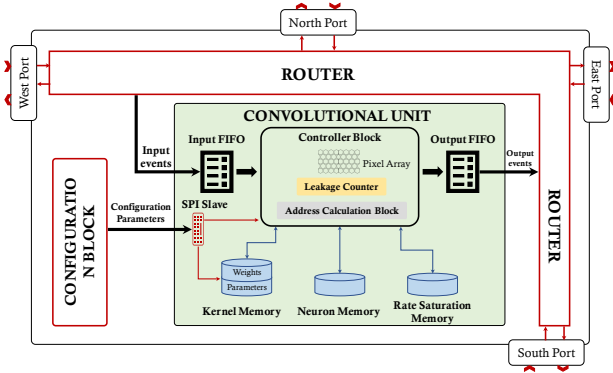 North Port
West Port
ROUTER
East Port
CONVOLUTIONAL UNIT
Input
events
Input FIFO
Controller Block
Pixel Array
Leakage Counter
Address Calculation Block
Output FIFO
Output
events
ROUTER
CONFIGURATIO
N BLOCK
Configuration
Parameters
SPI Slave
Weights
Parameters
Kernel Memory
Neuron Memory
Rate Saturation
Memory
South Port